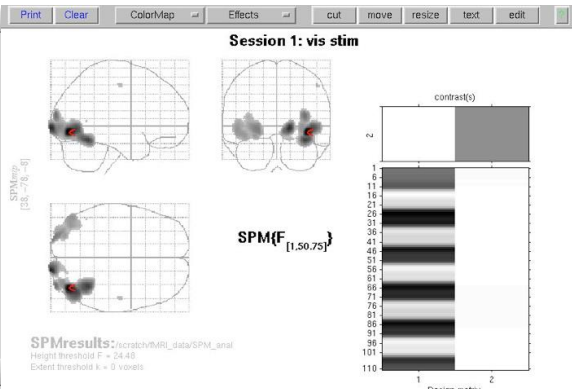 Print Clear ColorMap Effects cut move resize text edit ?
Session 1: vis stim
SPMmip
[38, -78, -8]
SPM{F[1,50.75]}
contrast(s)
2
1
6
11
16
21
26
31
36
41
46
51
56
61
66
71
76
81
86
91
96
101
110
1 2
Design matrix
SPMresults: /scratch/fMRI_data/SPM_anal
Height threshold F = 24.48
Extent threshold k = 0 voxels